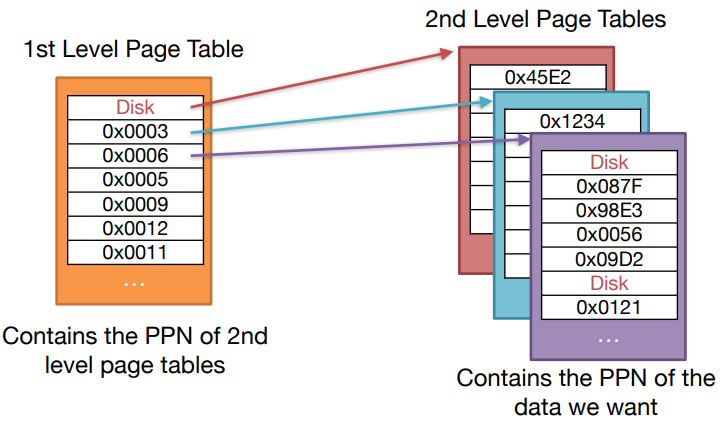 2nd Level Page Tables
1st Level Page Table
Disk
0x0003
0x0006
0x0005
0x0009
0x0012
0x0011
...
Contains the PPN of 2nd
level page tables
0x45E2
0x1234
Disk
0x087F
0x98E3
0x0056
0x09D2
Disk
0x0121
...
Contains the PPN of the
data we want